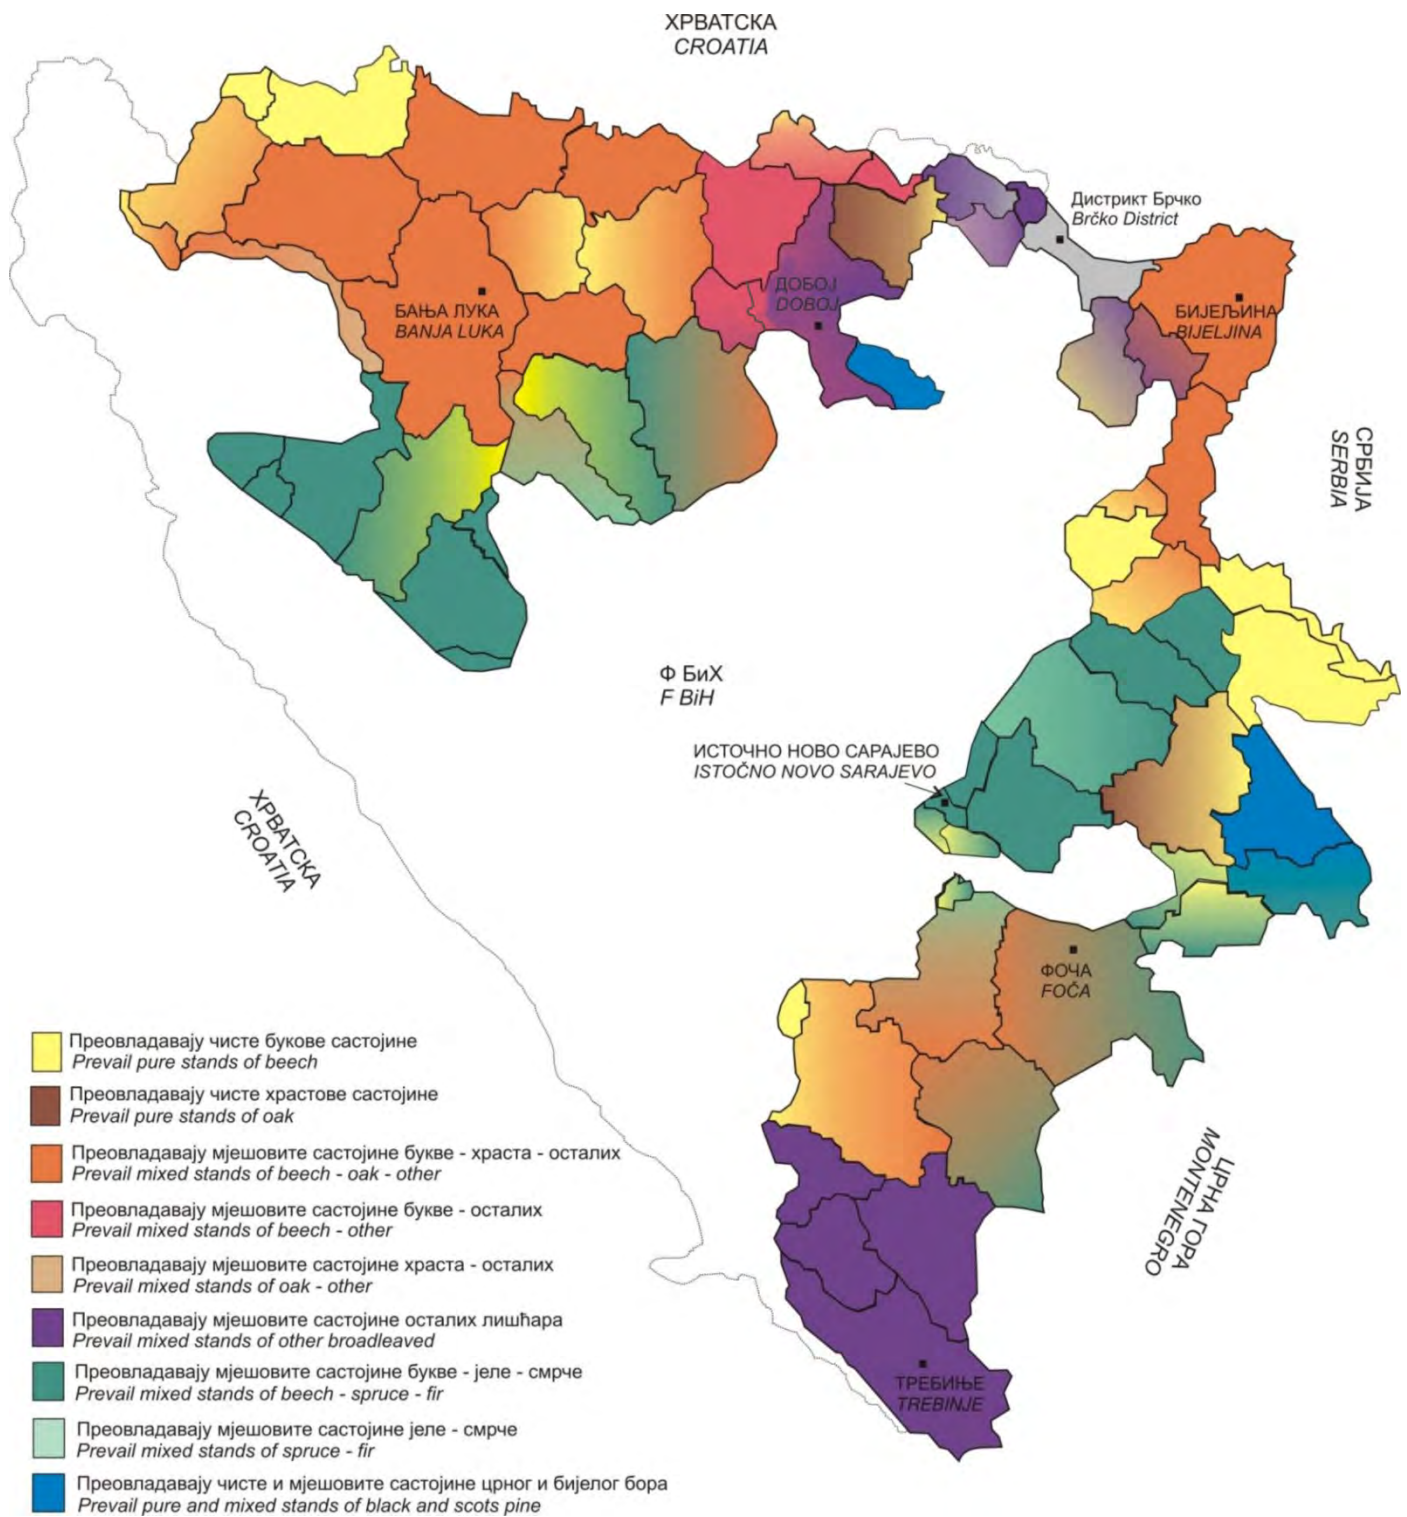 ХРВАТСКА
CROATIA
Дистрикт Брчко
Brčko District
ДОБОЈ
DOBOJ
БАЊА ЛУКА
BANJA LUKA
БИЈЕЉИНА
BIJELJINA
СРБИЈА
SERBIA
Ф БиХ
F BiH
ИСТОЧНО НОВО САРАЈЕВО
ISTOČNO NOVO SARAJEVO
ХРВАТСКА
CROATIA
ФОЧА
FOČA
ЦРНА ГОРА
MONTENEGRO
ТРЕБИЊЕ
TREBINJE
Преовладавају чисте букове састојине
Prevail pure stands of beech
Преовладавају чисте храстове састојине
Prevail pure stands of oak
Преовладавају мјешовите састојине букве - храста - осталих
Prevail mixed stands of beech - oak - other
Преовладавају мјешовите састојине букве - осталих
Prevail mixed stands of beech - other
Преовладавају мјешовите састојине храста - осталих
Prevail mixed stands of oak - other
Преовладавају мјешовите састојине осталих лишћара
Prevail mixed stands of other broadleaved
Преовладавају мјешовите састојине букве - јеле - смрче
Prevail mixed stands of beech - spruce - fir
Преовладавају мјешовите састојине јеле - смрче
Prevail mixed stands of spruce - fir
Преовладавају чисте и мјешовите састојине црног и бијелог бора
Prevail pure and mixed stands of black and scots pine